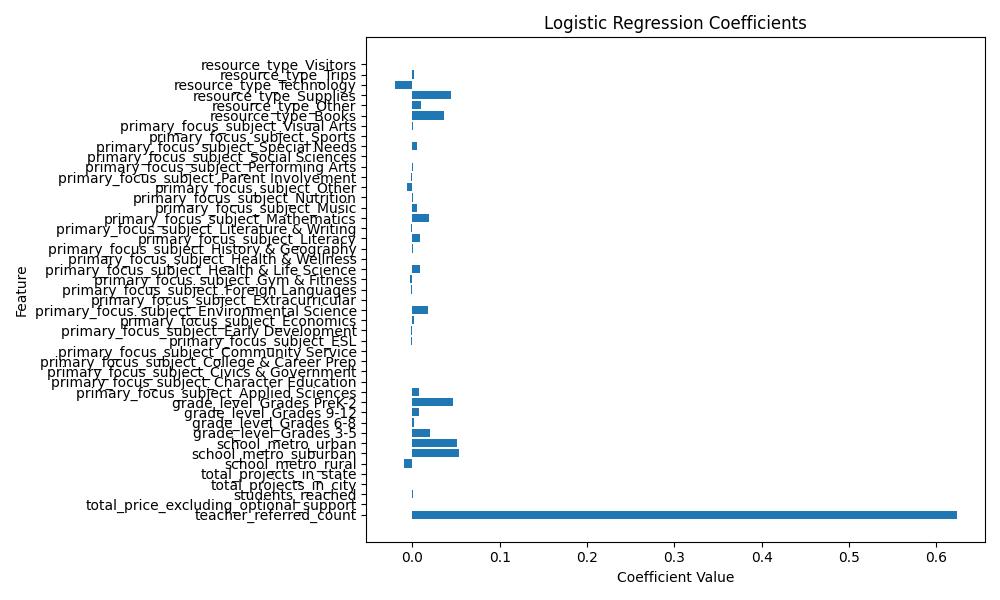 Logistic Regression Coefficients
resource_type_Visitors
resource_type_Trips
resource_type_Technology
resource_type_Supplies
resource_type_Other
resource_type_Books
primary_focus_subject_Visual Arts
primary_focus_subject_Sports
primary_focus_subject_Special Needs
primary_focus_subject_Social Sciences
primary_focus_subject_Performing Arts
primary_focus_subject_Parent Involvement
primary_focus_subject_Other
primary_focus_subject_Nutrition
primary_focus_subject_Music
primary_focus_subject_Mathematics
primary_focus_subject_Literature & Writing
primary_focus_subject_Literacy
primary_focus_subject_History & Geography
primary_focus_subject_Health & Wellness
primary_focus_subject_Health & Life Science
primary_focus_subject_Gym & Fitness
primary_focus_subject_Foreign Languages
primary_focus_subject_Extracurricular
primary_focus_subject_Environmental Science
primary_focus_subject_Economics
primary_focus_subject_Early Development
primary_focus_subject_ESL
primary_focus_subject_Community Service
primary_focus_subject_College & Career Prep
primary_focus_subject_Civics & Government
primary_focus_subject_Character Education
primary_focus_subject_Applied Sciences
grade_level_Grades PreK-2
grade_level_Grades 9-12
grade_level_Grades 6-8
grade_level_Grades 3-5
school_metro_urban
school_metro_suburban
school_metro_rural
total_projects_in_state
total_projects_in_city
students_reached
total_price_excluding_optional_support
teacher_referred_count
Feature
0.0 0.1 0.2 0.3 0.4 0.5 0.6
Coefficient Value